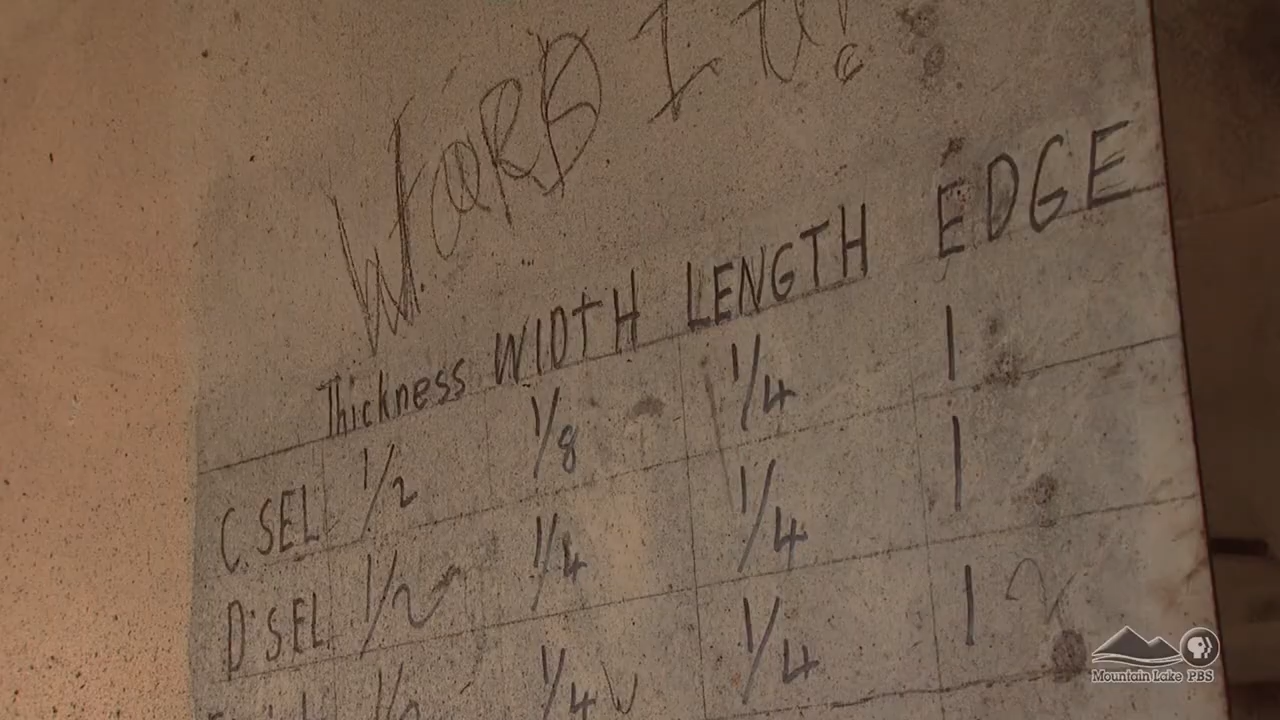 WORD
Thickness WIDTH LENGTH EDGE
C. SEL 1/2 1/8 1/4 1
D. SEL 1/2 1/4 1/4 1
1/4 1/4 1
Mountain Lake PBS